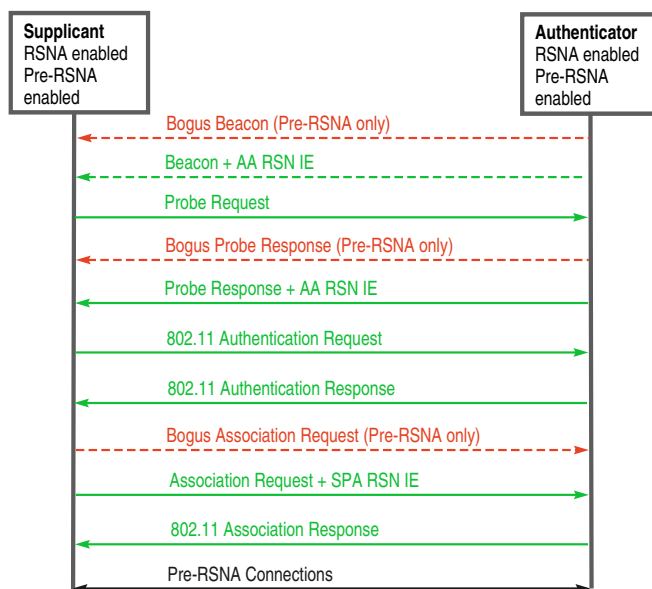 Supplicant
RSNA enabled
Pre-RSNA
enabled
Authenticator
RSNA enabled
Pre-RSNA
enabled
Bogus Beacon (Pre-RSNA only)
Beacon + AA RSN IE
Probe Request
Bogus Probe Response (Pre-RSNA only)
Probe Response + AA RSN IE
802.11 Authentication Request
802.11 Authentication Response
Bogus Association Request (Pre-RSNA only)
Association Request + SPA RSN IE
802.11 Association Response
Pre-RSNA Connections